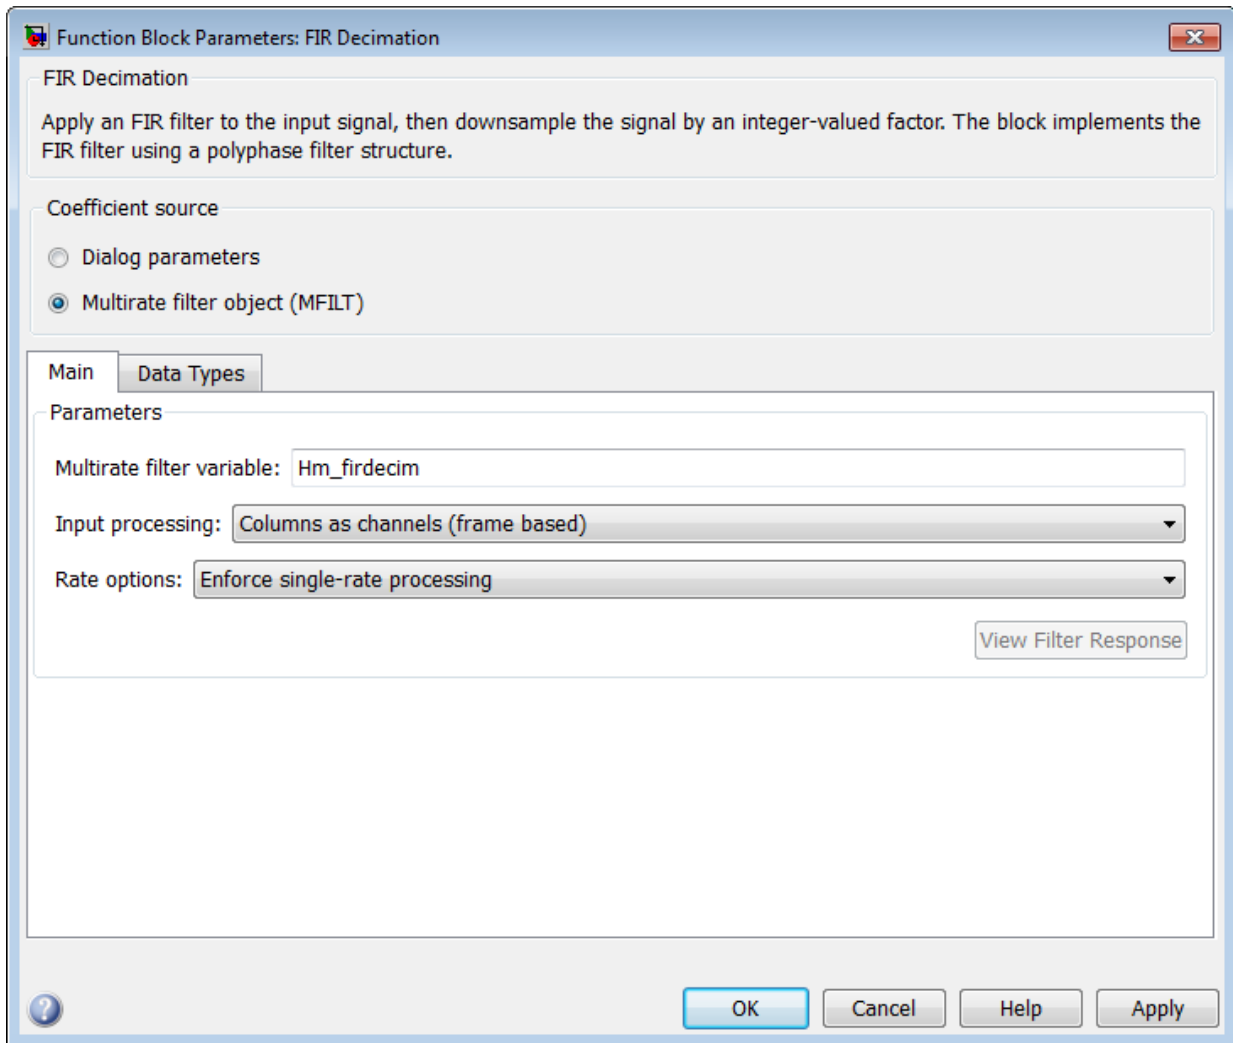 Function Block Parameters: FIR Decimation
FIR Decimation
Apply an FIR filter to the input signal, then downsample the signal by an integer-valued factor. The block implements the
FIR filter using a polyphase filter structure.
Coefficient source
Dialog parameters
Multirate filter object (MFILT)
Main Data Types
Parameters
Multirate filter variable: Hm_firdecim
Input processing: Columns as channels (frame based)
Rate options: Enforce single-rate processing
View Filter Response
? OK Cancel Help Apply